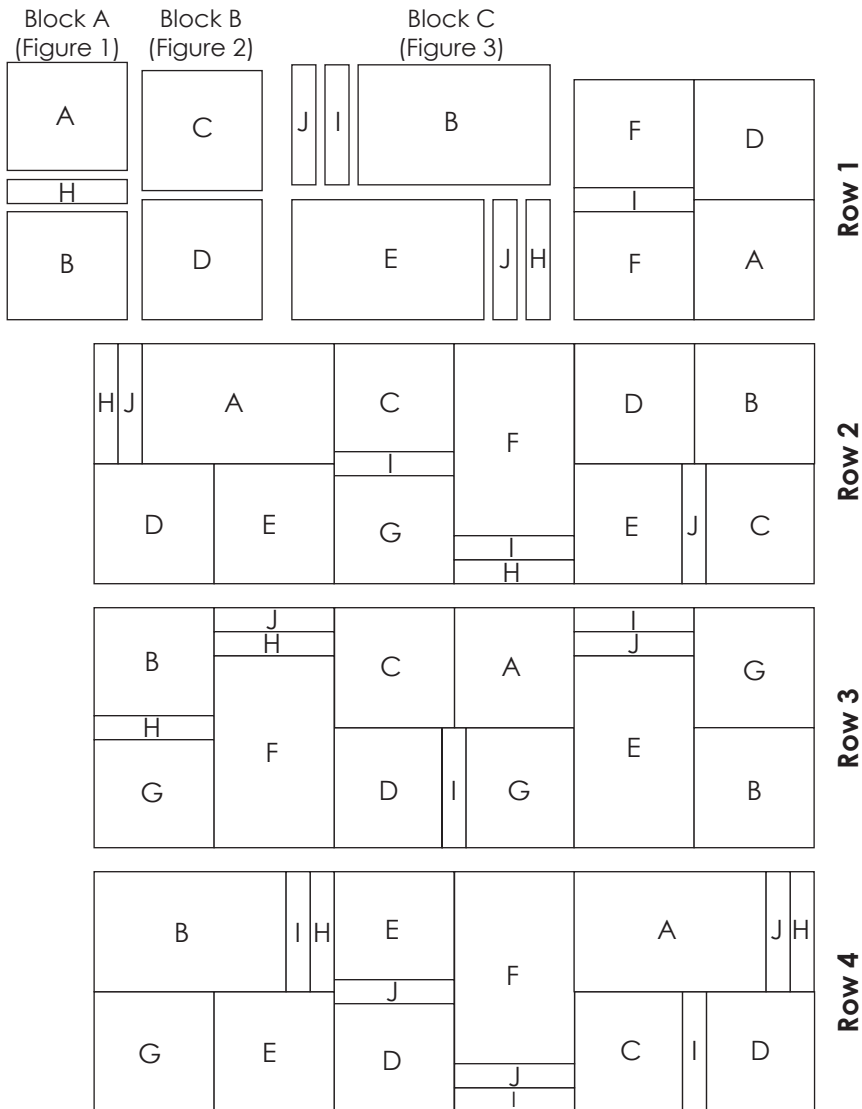 Block A Block B Block C
(Figure 1) (Figure 2) (Figure 3)
A
H
B
C
D
J I B
E J H
F D
I
F A
Row 1
H J A C F D B
I
D E G E J C
I
H
Row 2
B J C A I G
H J
H F D I G E B
G
Row 3
B I H E F A J H
J
G E D C I D
J
I
Row 4